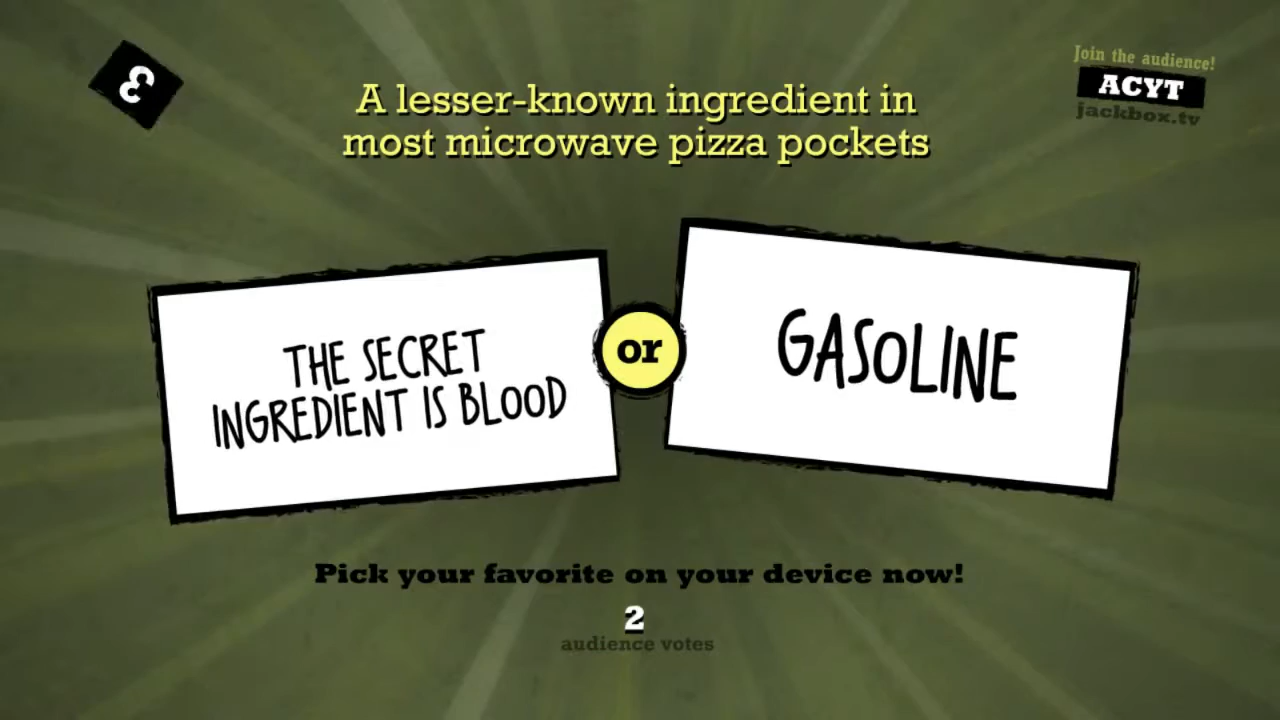 3
Join the audience!
ACYT
jackbox.tv
A lesser-known ingredient in
most microwave pizza pockets
THE SECRET
INGREDIENT IS BLOOD
or
GASOLINE
Pick your favorite on your device now!
2
audience votes